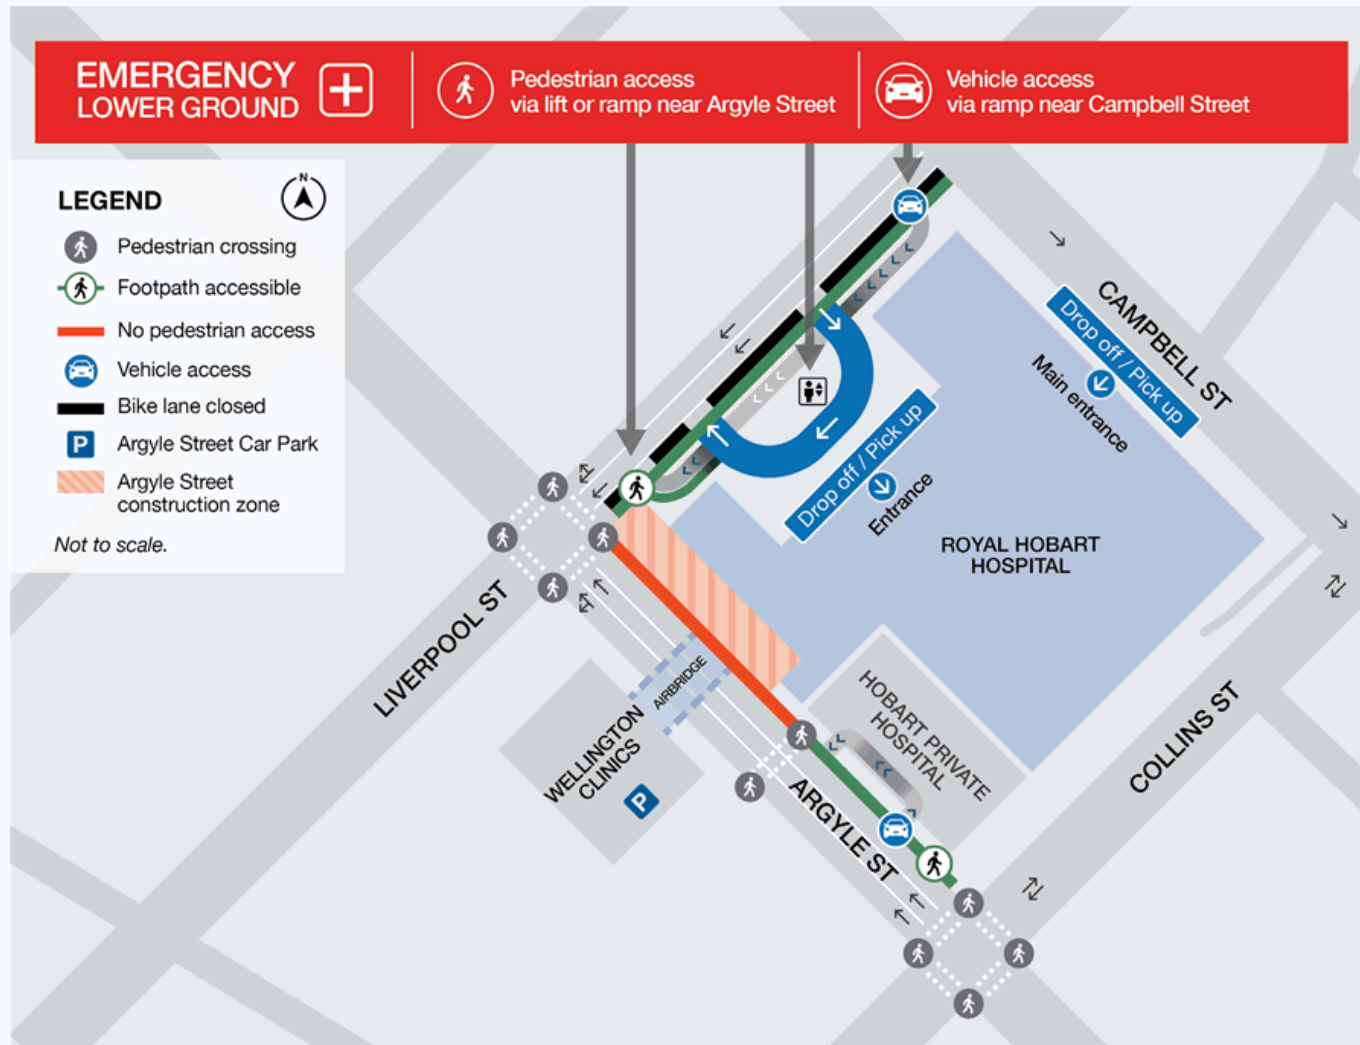 EMERGENCY
LOWER GROUND
Pedestrian access
via lift or ramp near Argyle Street
Vehicle access
via ramp near Campbell Street
LEGEND
N
Pedestrian crossing
Footpath accessible
No pedestrian access
Vehicle access
Bike lane closed
P
Argyle Street Car Park
Argyle Street
construction zone
Not to scale.
CAMPBELL ST
Drop off / Pick up
Main entrance
Drop off / Pick up
Entrance
ROYAL HOBART
HOSPITAL
LIVERPOOL ST
AIRBRIDGE
WELLINGTON
CLINICS
P
HOBART PRIVATE
HOSPITAL
ARGYLE ST
COLLINS ST